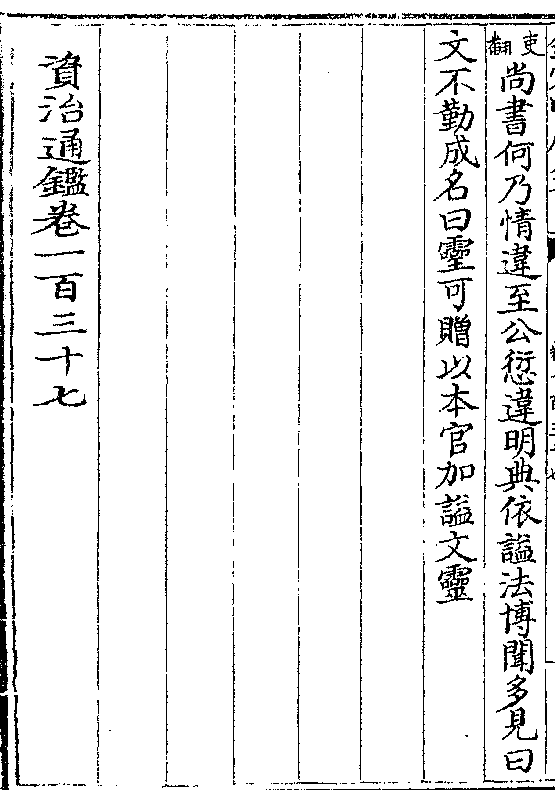 吏翻尚書何乃情違至公愆違明典依謚法博聞多見曰
文不勤成名曰靈可贈以本官加謚文靈
資治通鑑卷一百三十七